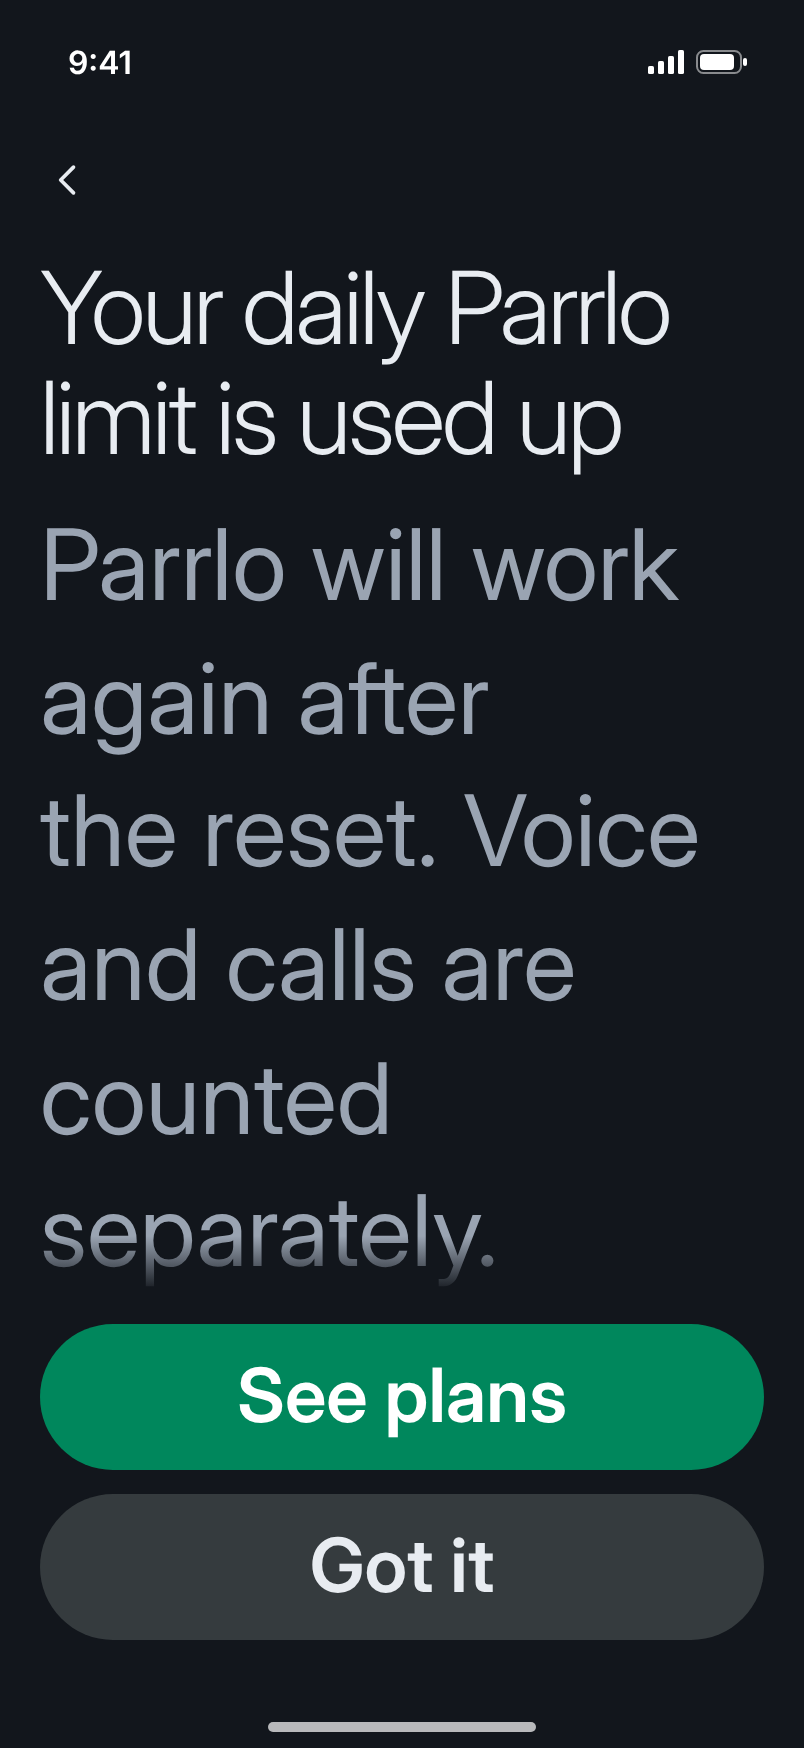 9:41
Your daily Parrlo
limit is used up
Parrlo will work
again after
the reset. Voice
and calls are
counted
separately.
See plans
Got it